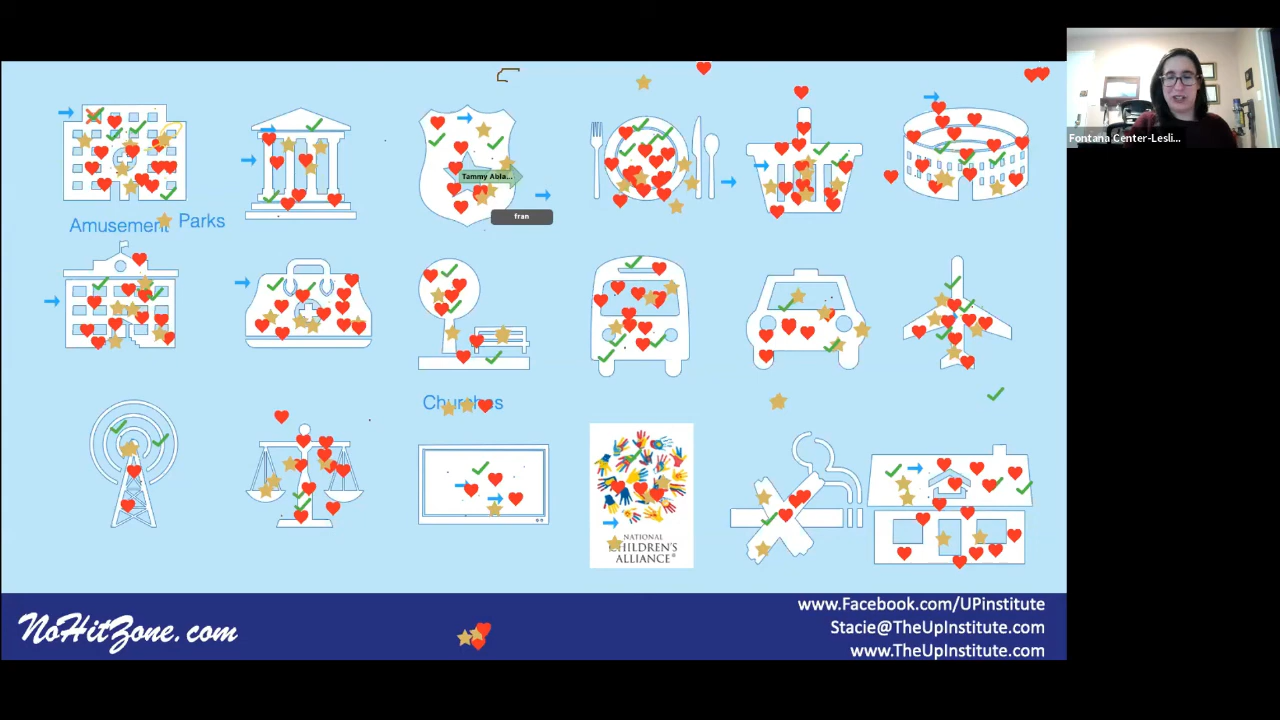 Fontana Center-Lesli...
Tammy Abla...
fran
Amusement Parks
Churches
NATIONAL
CHILDREN'S
ALLIANCE®
NoHitZone.com
www.Facebook.com/UPinstitute
Stacie@TheUpInstitute.com
www.TheUpInstitute.com